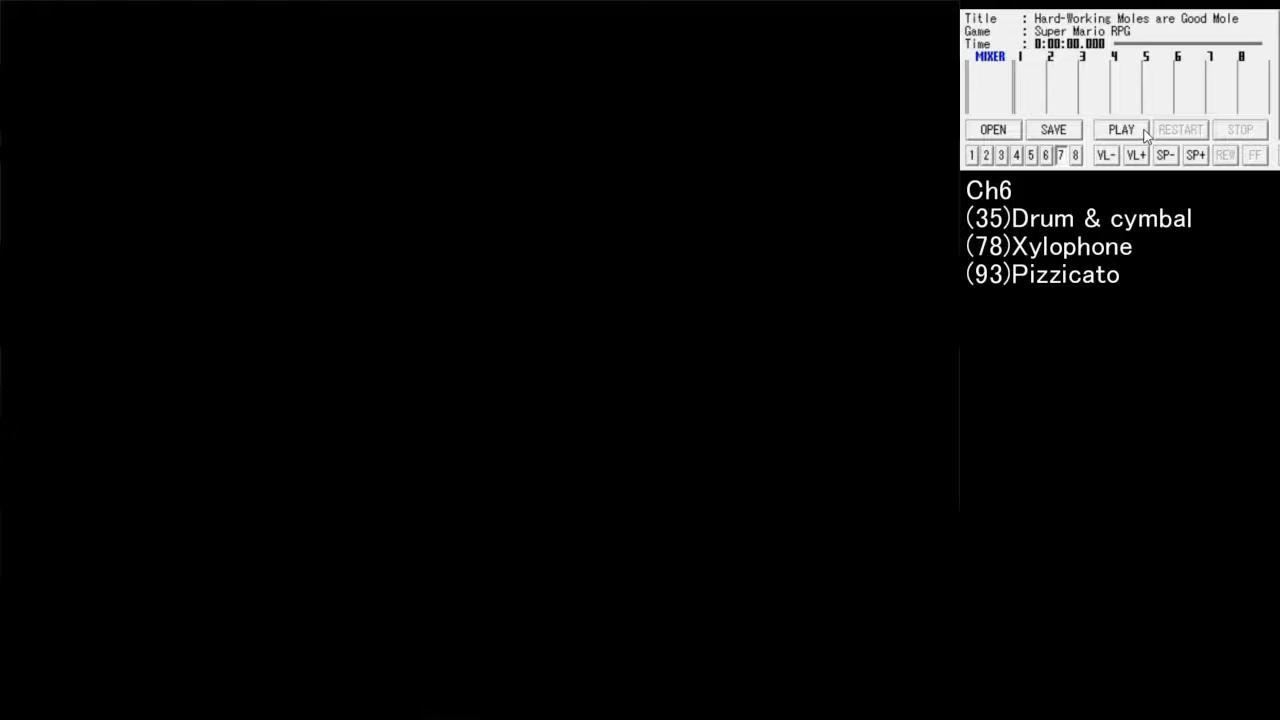 Title : Hard-Working Moles are Good Mole
Game : Super Mario RPG
Time : 0:00:00.000
MIXER 1 2 3 4 5 6 7 8
OPEN SAVE PLAY RESTART STOP
1 2 3 4 5 6 7 8 VL- VL+ SP- SP+ REW FF
Ch6
(35)Drum & cymbal
(78)Xylophone
(93)Pizzicato